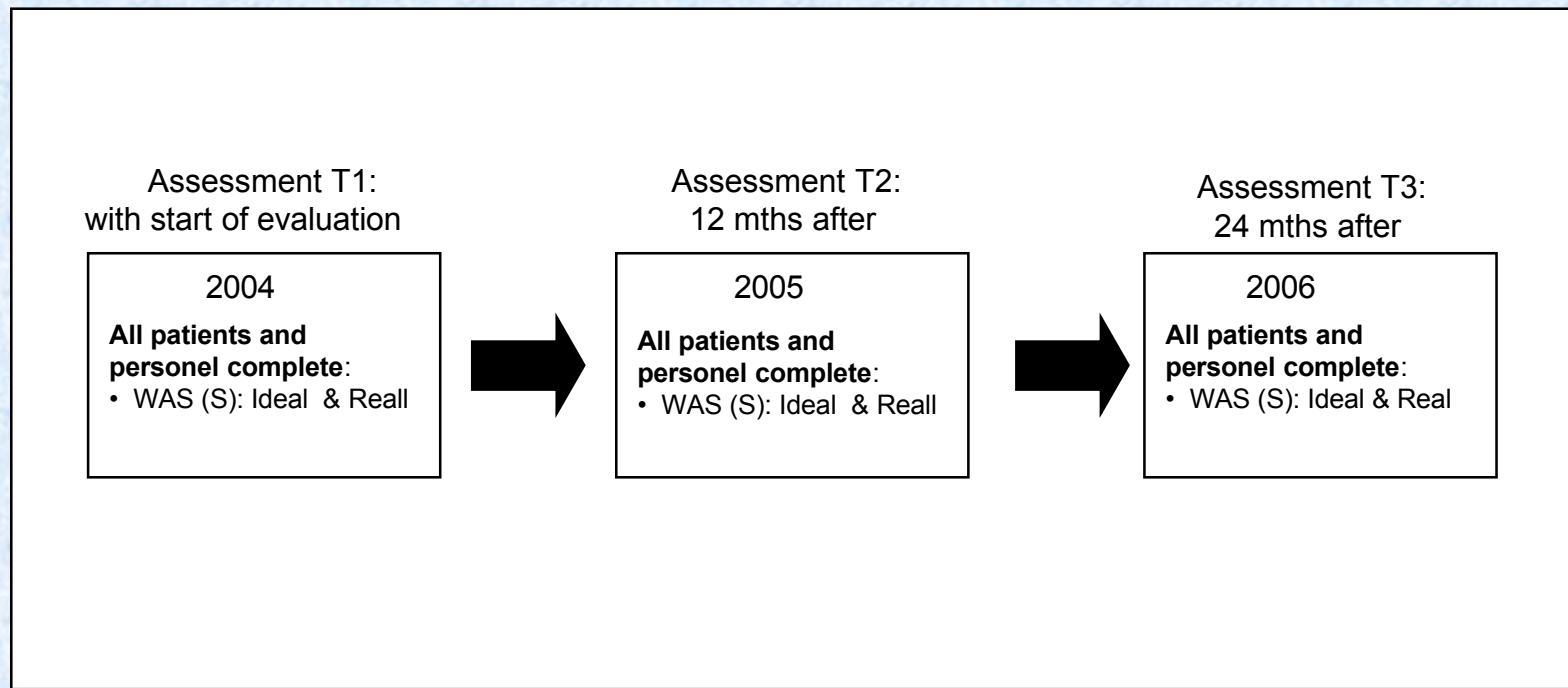 Assessment T1:
with start of evaluation
2004
All patients and
personel complete:
• WAS (S): Ideal & Reall
Assessment T2:
12 mths after
2005
All patients and
personel complete:
• WAS (S): Ideal & Reall
Assessment T3:
24 mths after
2006
All patients and
personel complete:
• WAS (S): Ideal & Real